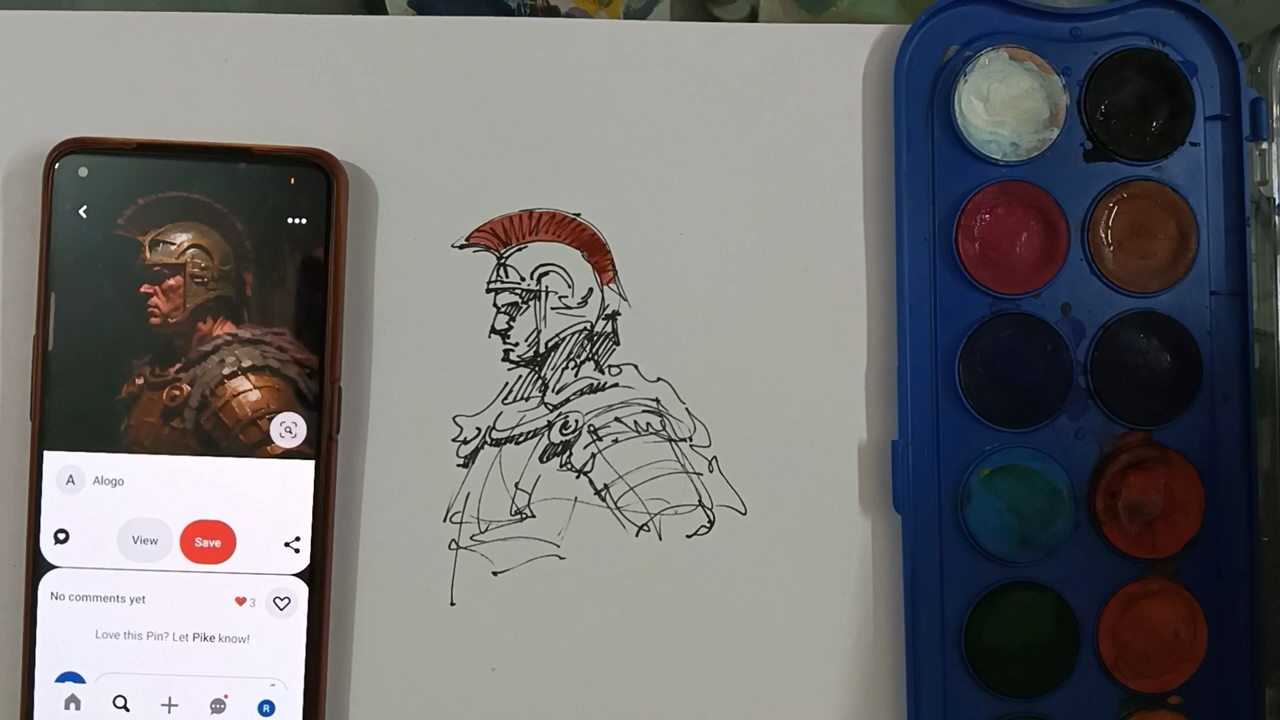 A Alogo
View
Save
No comments yet
3
Love this Pin? Let Pike know!
R